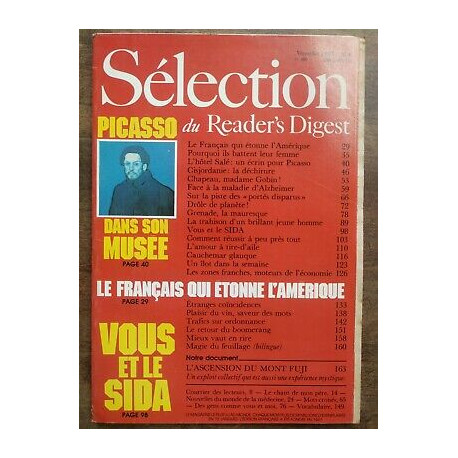 Sélection
PICASSO
du Reader's Digest
DANS SON
MUSEE
PAGE 40
Le Français qui étonne l'Amérique 29
Pourquoi ils battent leur femme 35
L'hôtel Salé : un écrin pour Picasso 40
Cisjordanie: la déchirure 46
Chapeau, madame Gobin! 53
Face à la maladie d'Alzheimer 59
Sur la piste des «portés disparus» 66
Drôle de planète! 72
Grenade, la mauresque 78
La trahison d'un brillant jeune homme 89
Vous et le SIDA 98
Comment réussir à peu près tout 103
L'amour à tire-d'aile 110
Cauchemar glauque 116
Un îlot dans la semaine 123
Les zones franches, moteurs de l'économie 126
LE FRANÇAIS QUI ETONNE L'AMERIQUE
PAGE 29
Étranges coïncidences 133
Plaisir du vin, saveur des mots 138
Trafics sur ordonnance 142
Le retour du boomerang 151
Mieux vaut en rire 158
Magie du feuillage (bilingue) 160
VOUS
ET LE
SIDA
PAGE 98
Notre document
L'ASCENSION DU MONT FUJI 163
Un exploit collectif qui est aussi une expérience mystique
Courrier des lecteurs, 8 — Le chant de mon père, 14 —
Nouvelles du monde de la médecine, 24 — Mots croisés, 65
— Des gens comme vous et moi, 76 — Vocabulaire, 149.